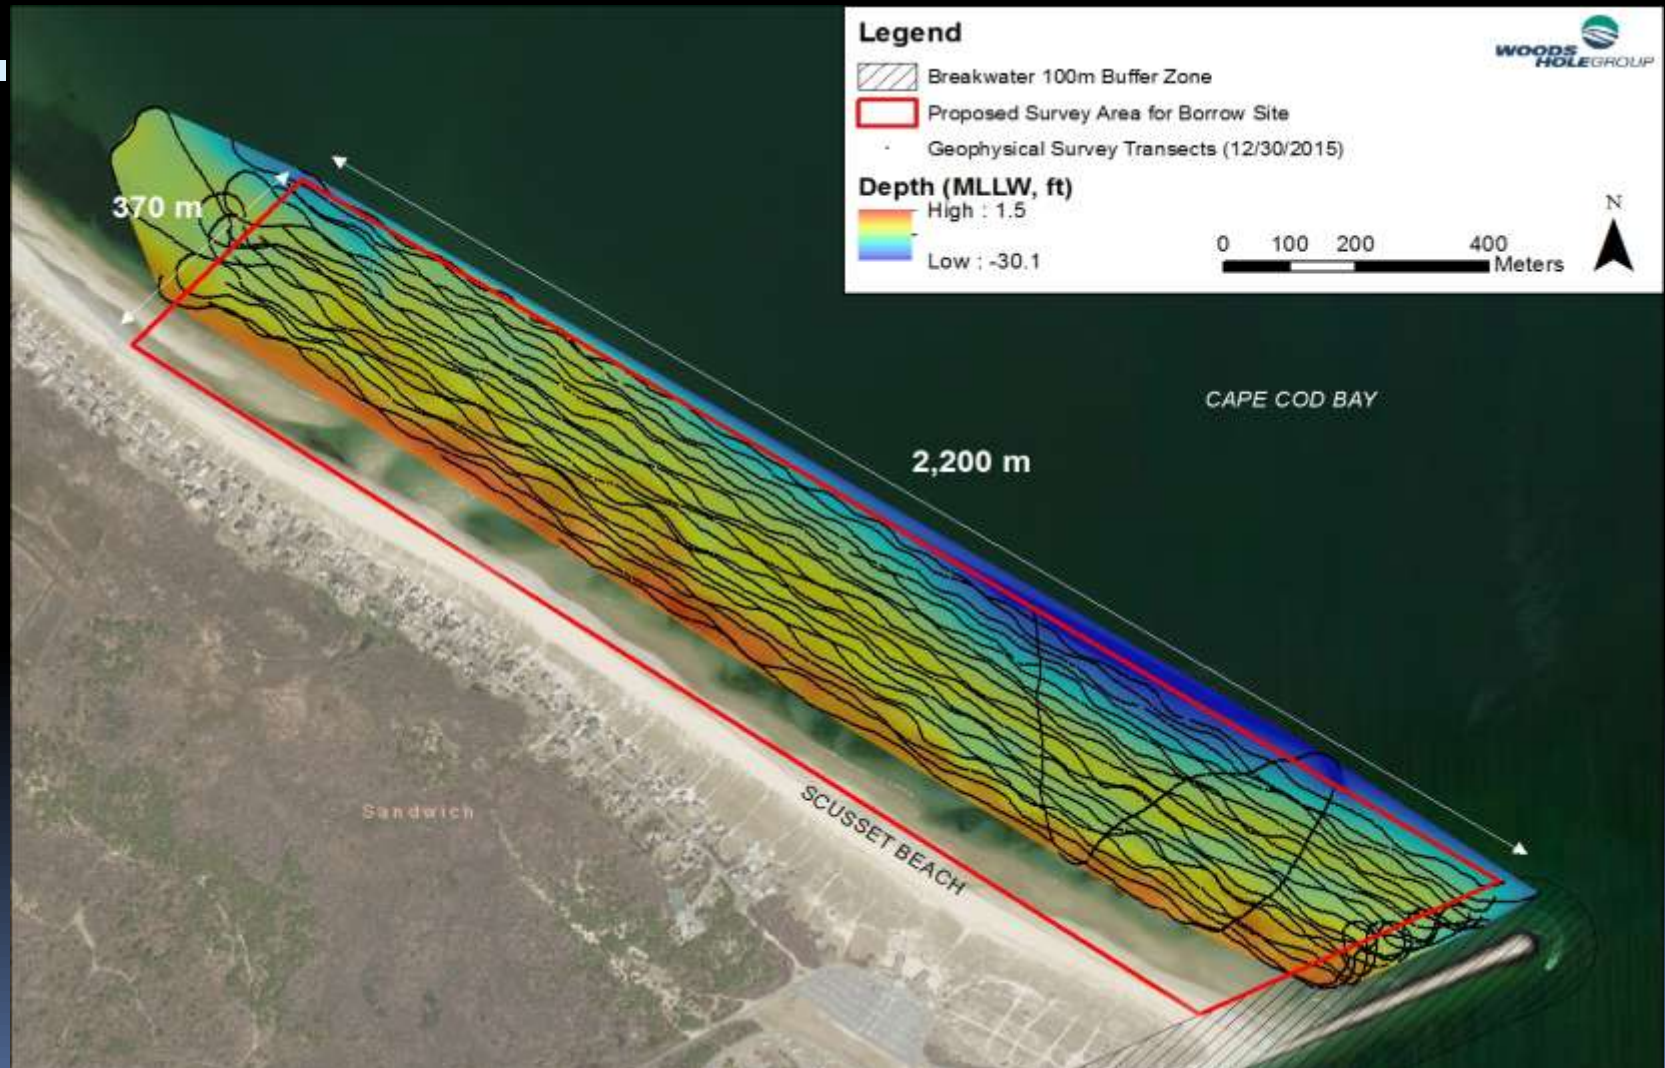 Legend
WOODS
HOLEGROUP
Breakwater 100m Buffer Zone
Proposed Survey Area for Borrow Site
Geophysical Survey Transects (12/30/2015)
Depth (MLLW, ft)
High : 1.5
Low : -30.1
N
0 100 200 400
Meters
370 m
CAPE COD BAY
2,200 m
SCUSSET BEACH
Sandwich